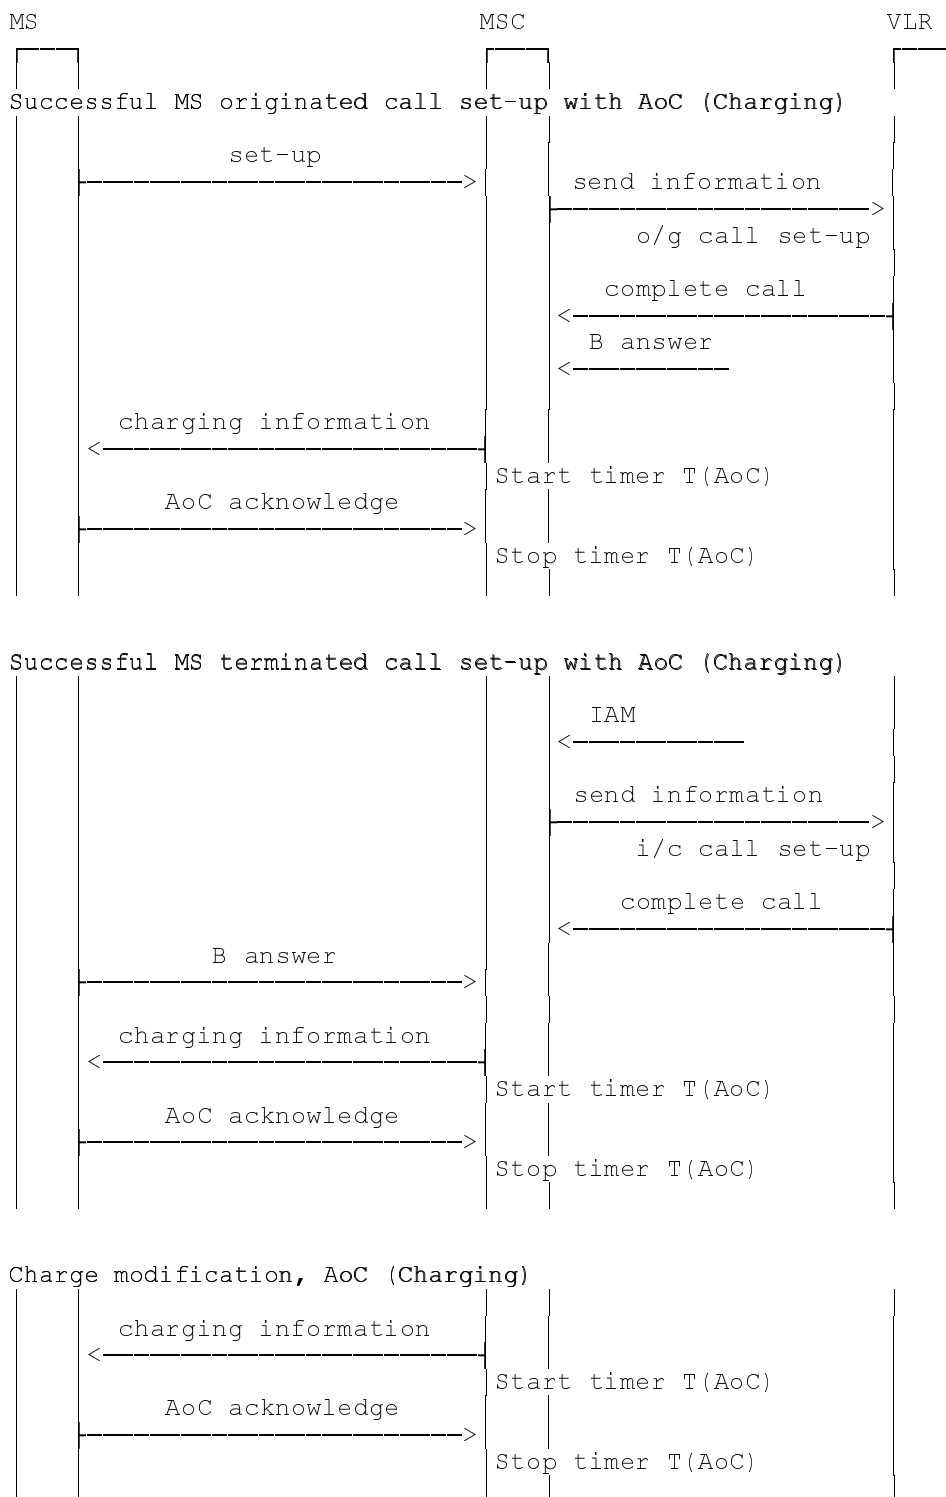 MS MSC VLR
Successful MS originated call set-up with AoC (Charging)
set-up
send information
o/g call set-up
complete call
B answer
charging information
Start timer T(AoC)
AoC acknowledge
Stop timer T(AoC)
Successful MS terminated call set-up with AoC (Charging)
IAM
send information
i/c call set-up
complete call
B answer
charging information
Start timer T(AoC)
AoC acknowledge
Stop timer T(AoC)
Charge modification, AoC (Charging)
charging information
Start timer T(AoC)
AoC acknowledge
Stop timer T(AoC)